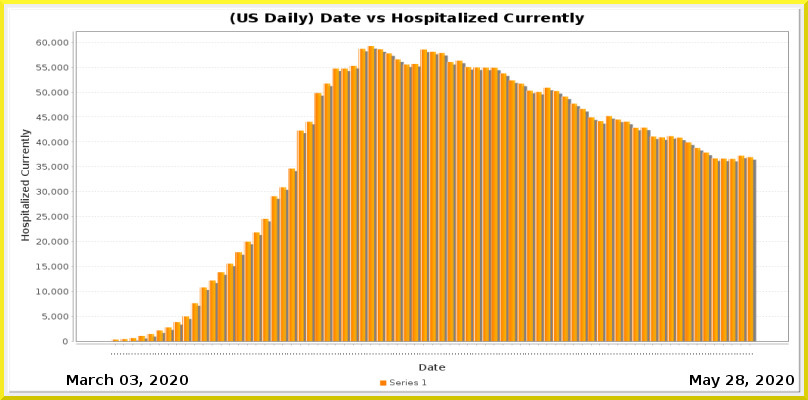 (US Daily) Date vs Hospitalized Currently
Hospitalized Currently
60,000
55,000
50,000
45,000
40,000
35,000
30,000
25,000
20,000
15,000
10,000
5,000
0
Date
March 03, 2020
Series 1
May 28, 2020